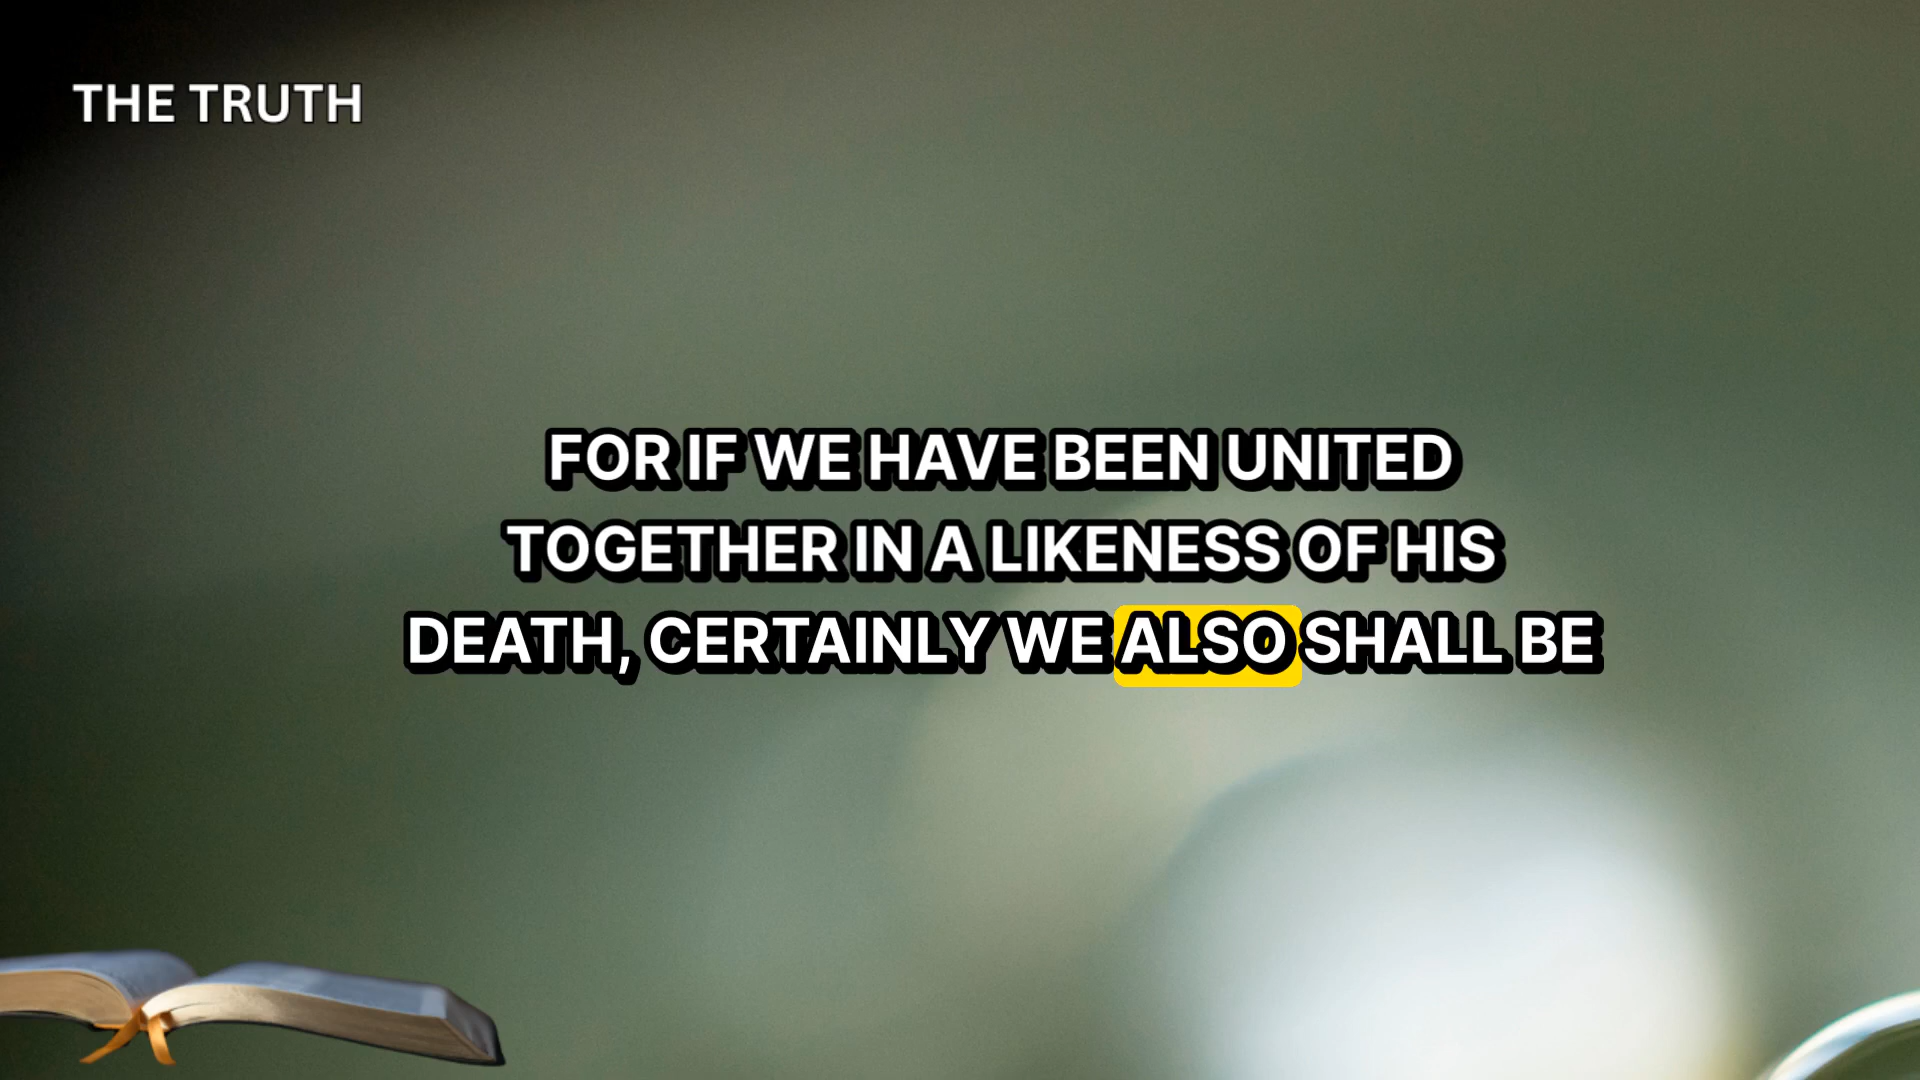 THE TRUTH
FOR IF WE HAVE BEEN UNITED
TOGETHER IN A LIKENESS OF HIS
DEATH, CERTAINLY WE ALSO SHALL BE